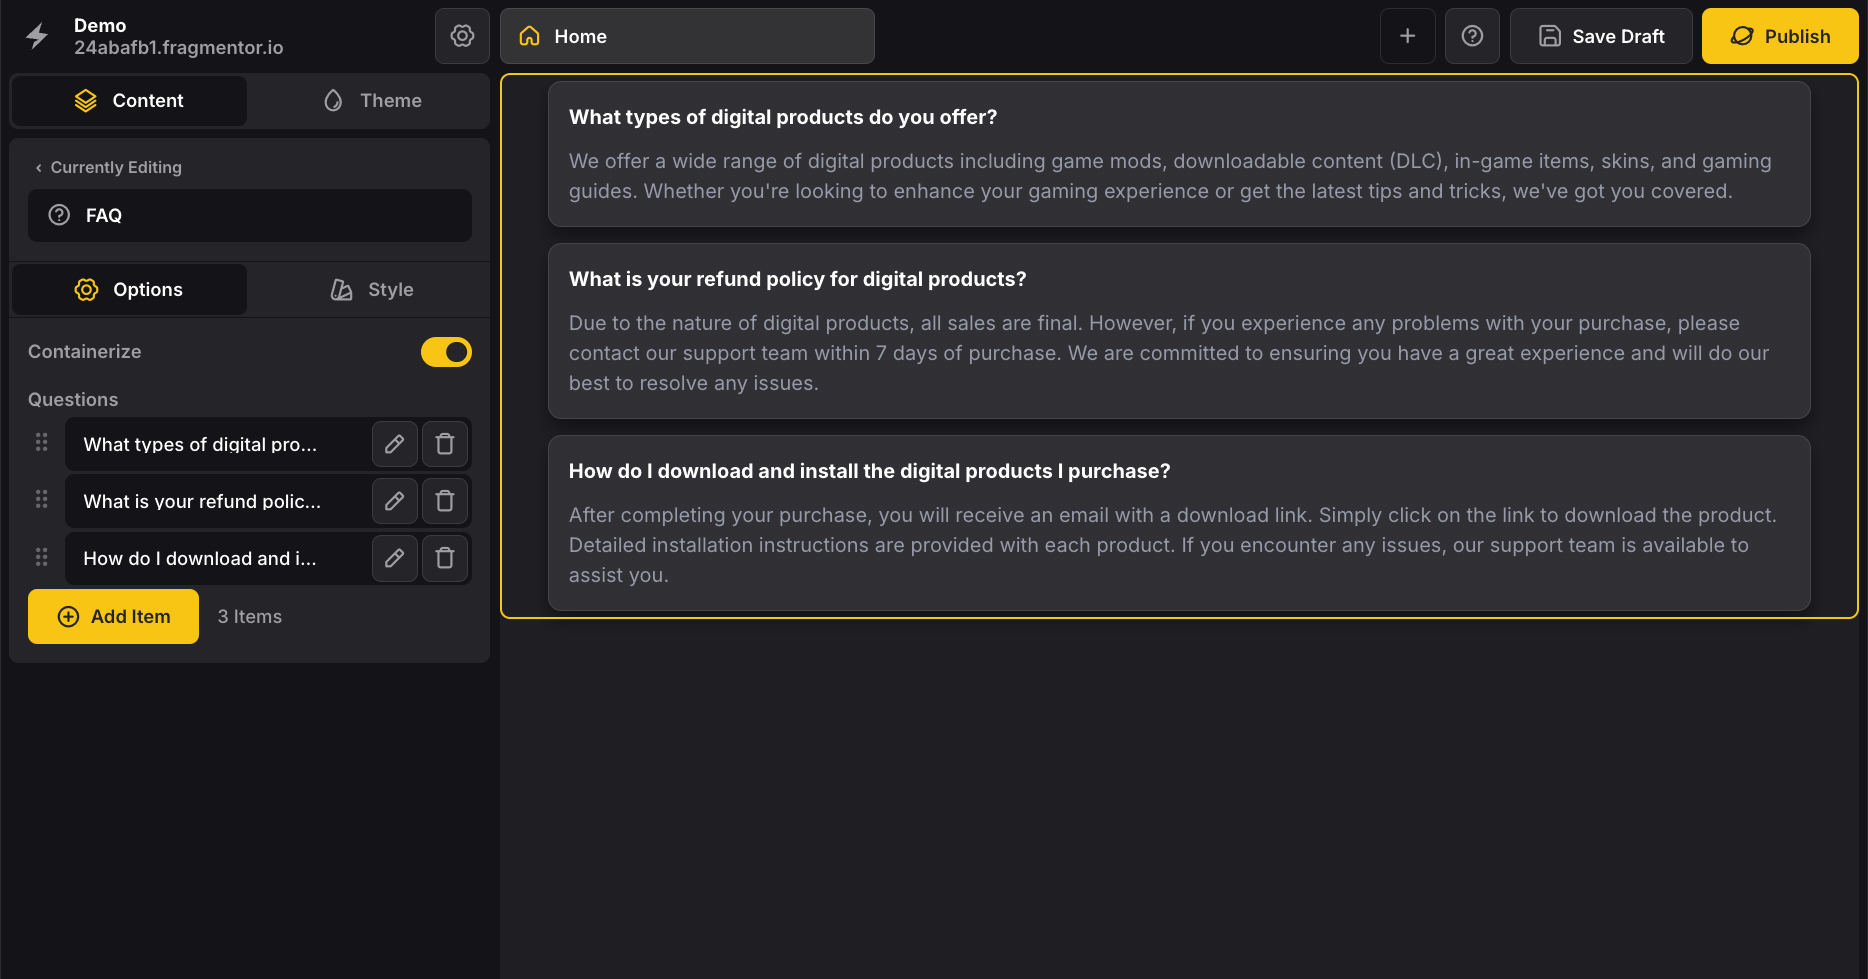 Demo
24abafb1.fragmentor.io
Home
Save Draft
Publish
Content
Theme
Currently Editing
FAQ
Options
Style
Containerize
Questions
What types of digital pro...
What is your refund polic...
How do I download and i...
Add Item
3 Items
What types of digital products do you offer?
We offer a wide range of digital products including game mods, downloadable content (DLC), in-game items, skins, and gaming
guides. Whether you're looking to enhance your gaming experience or get the latest tips and tricks, we've got you covered.
What is your refund policy for digital products?
Due to the nature of digital products, all sales are final. However, if you experience any problems with your purchase, please
contact our support team within 7 days of purchase. We are committed to ensuring you have a great experience and will do our
best to resolve any issues.
How do I download and install the digital products I purchase?
After completing your purchase, you will receive an email with a download link. Simply click on the link to download the product.
Detailed installation instructions are provided with each product. If you encounter any issues, our support team is available to
assist you.